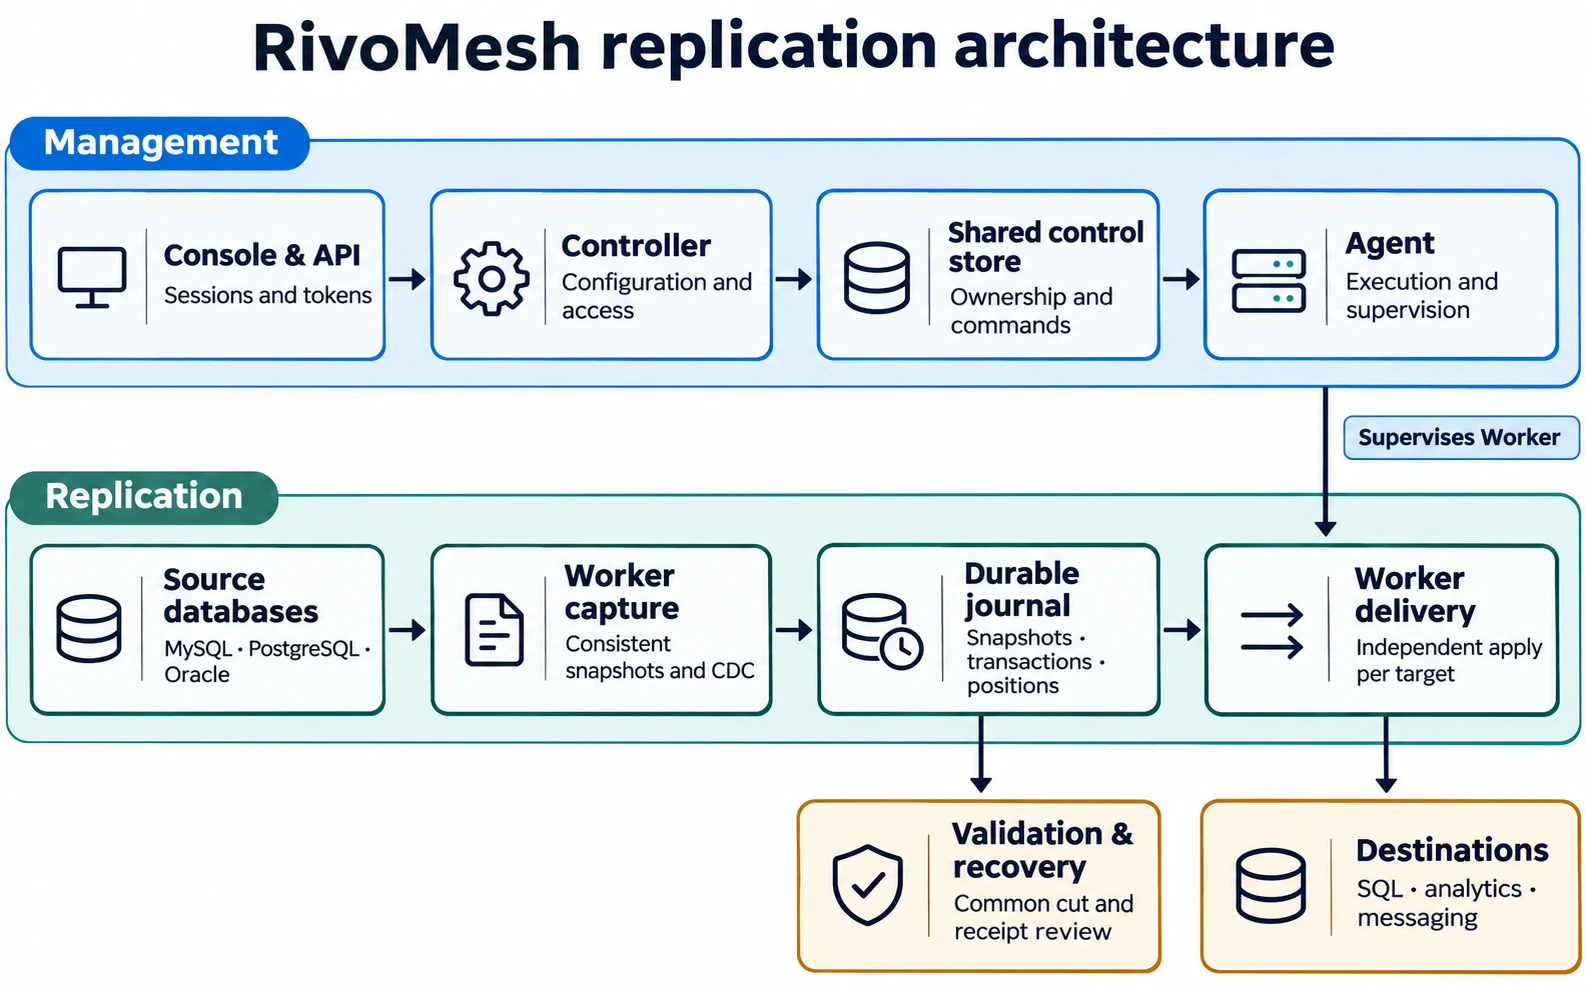 RivoMesh replication architecture
Management
Console & API
Sessions and tokens
Controller
Configuration and
access
Shared control
store
Ownership and
commands
Agent
Execution and
supervision
Supervises Worker
Replication
Source
databases
MySQL • PostgreSQL •
Oracle
Worker
capture
Consistent
snapshots and CDC
Durable
journal
Snapshots •
transactions •
positions
Worker
delivery
Independent apply
per target
Validation &
recovery
Common cut and
receipt review
Destinations
SQL • analytics •
messaging